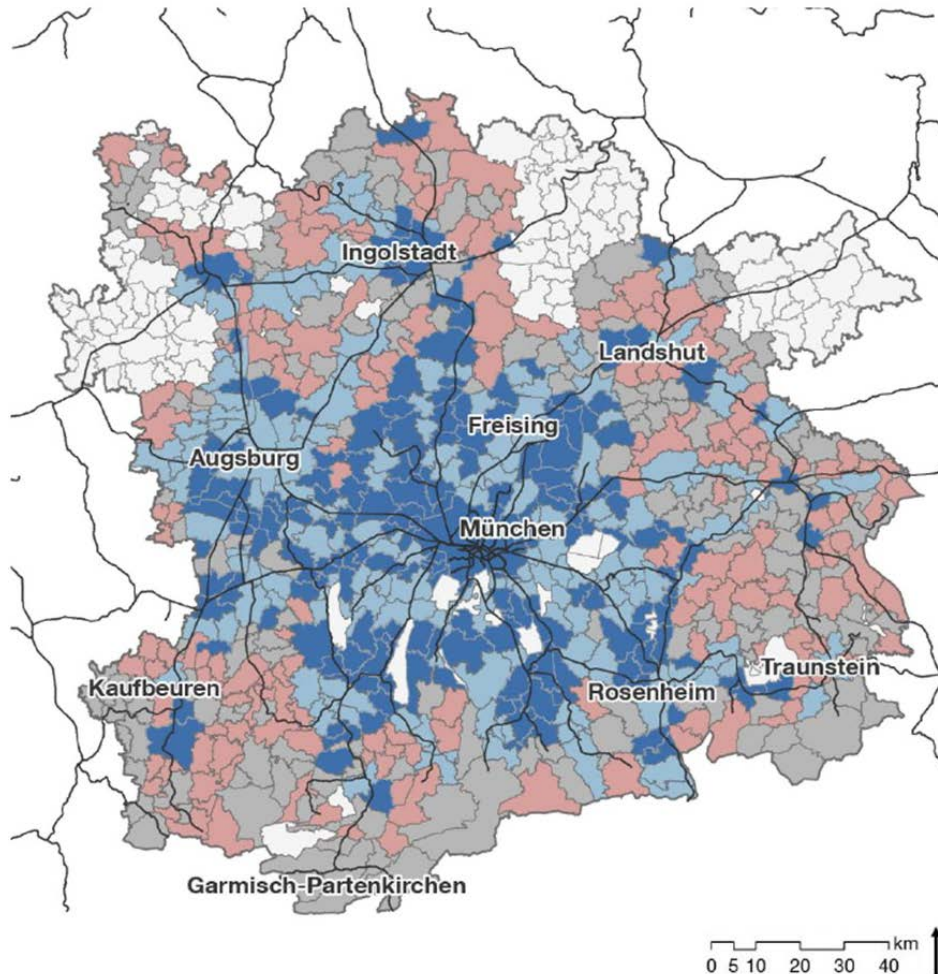 Ingolstadt
Landshut
Freising
Augsburg
München
Traunstein
Kaufbeuren
Rosenheim
Garmisch-Partenkirchen
km
0 5 10 20 30 40